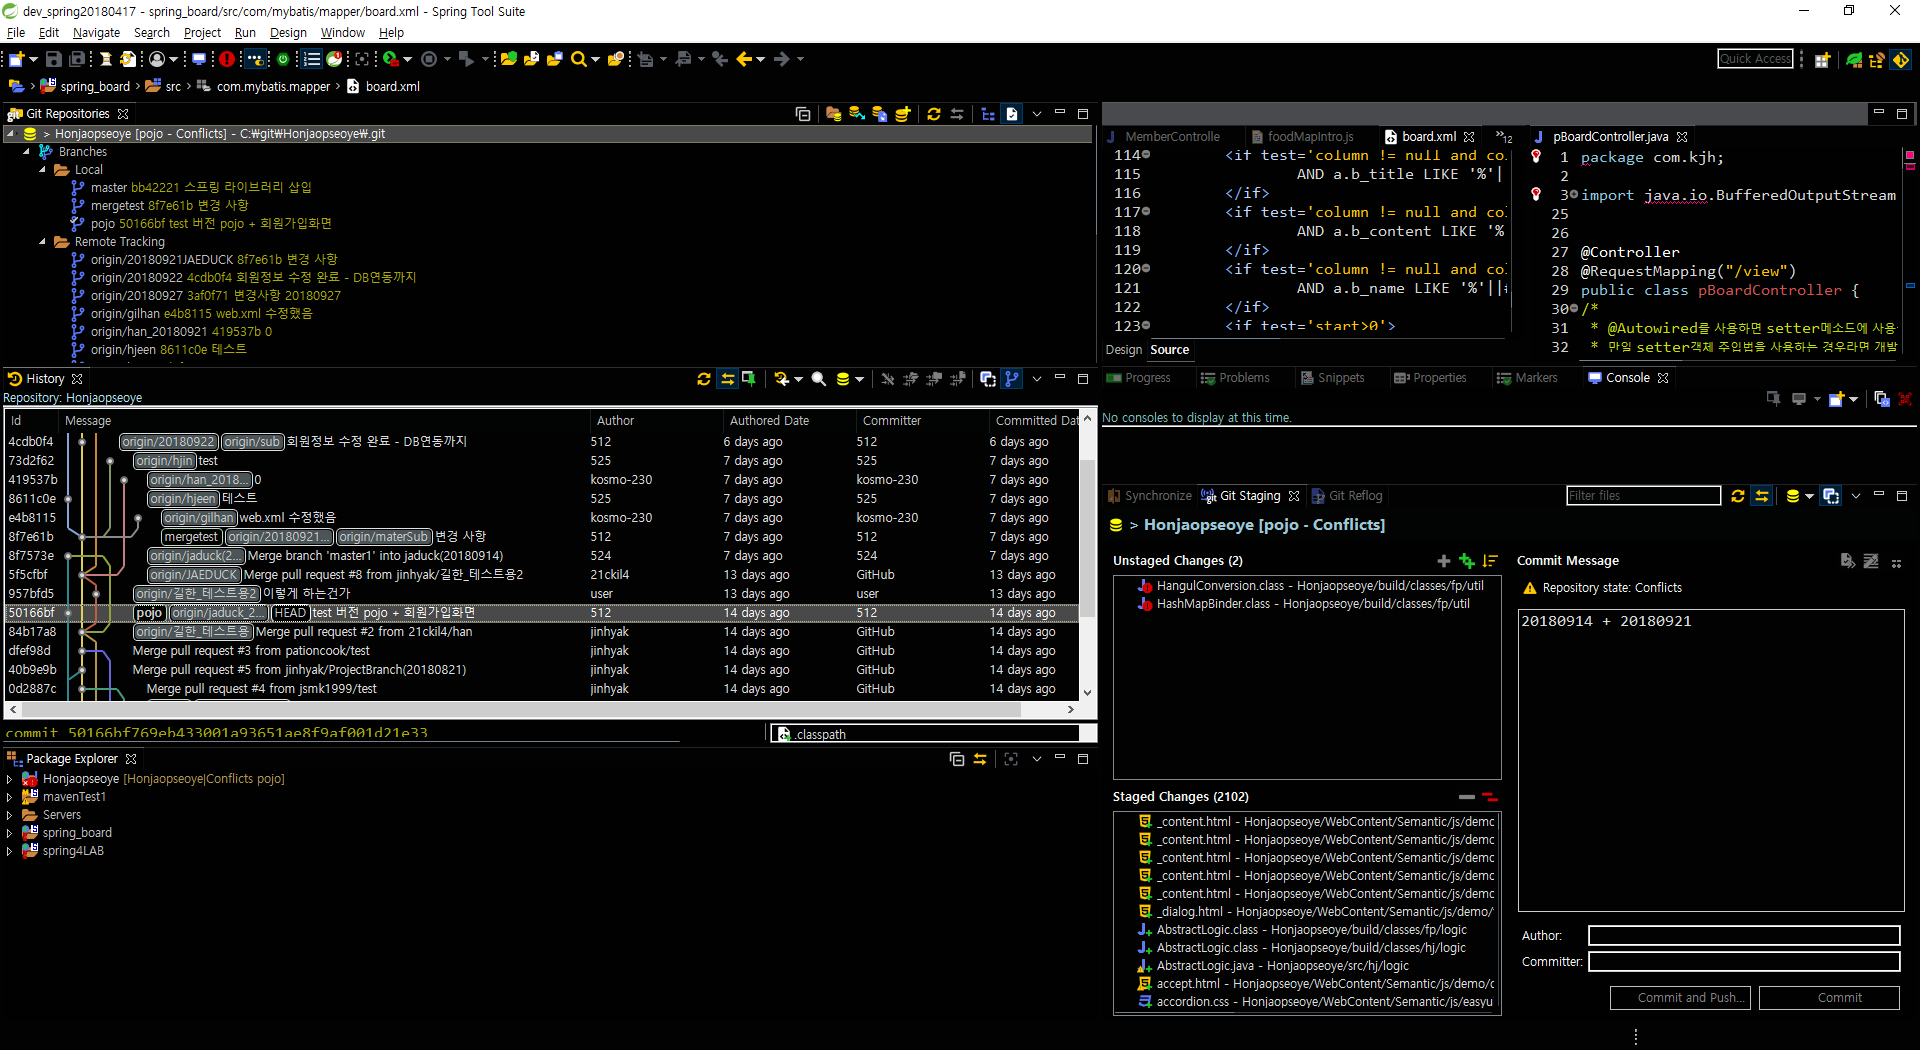 dev_spring20180417 - spring_board/src/com/mybatis/mapper/board.xml - Spring Tool Suite
File Edit Navigate Search Project Run Design Window Help
Quick Access
spring_board src com.mybatis.mapper board.xml
Git Repositories
> Honjaopseoye [pojo - Conflicts] - C:₩git₩Honjaopseoye₩.git
Branches
Local
master bb42221 스프링 라이브러리 삽입
mergetest 8f7e61b 변경 사항
pojo 50166bf test 버전 pojo + 회원가입화면
Remote Tracking
origin/20180921JAEDUCK 8f7e61b 변경 사항
origin/20180922 4cdb0f4 회원정보 수정 완료 - DB연동까지
origin/20180927 3af0f71 변경사항 20180927
origin/gilhan e4b8115 web.xml 수정했음
origin/han_20180921 419537b 0
origin/hjeen 8611c0e 테스트
MemberControlle foodMapIntro.js board.xml »12
114 <if test='column != null and co
115 AND a.b_title LIKE '%'|
116 </if>
117 <if test='column != null and co
118 AND a.b_content LIKE '%
119 </if>
120 <if test='column != null and co
121 AND a.b_name LIKE '%'||
122 </if>
123 <if test='start>0'>
Design Source
pBoardController.java
1 package com.kjh;
2
3 import java.io.BufferedOutputStream
25
26
27 @Controller
28 @RequestMapping("/view")
29 public class pBoardController {
30 /*
31 * @Autowired를 사용하면 setter메소드에 사용
32 * 만일 setter객체 주입법을 사용하는 경우라면 개발
History
Repository: Honjaopseoye
Id Message Author Authored Date Committer Committed Dat
4cdb0f4 origin/20180922 origin/sub 회원정보 수정 완료 - DB연동까지 512 6 days ago 512 6 days ago
73d2f62 origin/hjin test 525 7 days ago 525 7 days ago
419537b origin/han_2018... 0 kosmo-230 7 days ago kosmo-230 7 days ago
8611c0e origin/hjeen 테스트 525 7 days ago 525 7 days ago
e4b8115 origin/gilhan web.xml 수정했음 kosmo-230 7 days ago kosmo-230 7 days ago
8f7e61b mergetest origin/20180921... origin/materSub 변경 사항 512 7 days ago 512 7 days ago
8f7573e origin/jaduck(2... Merge branch 'master1' into jaduck(20180914) 524 7 days ago 524 7 days ago
5f5cfbf origin/JAEDUCK Merge pull request #8 from jinhyak/길한_테스트용2 21ckil4 13 days ago GitHub 13 days ago
957bfd5 origin/길한_테스트용2 이렇게 하는건가 user 13 days ago user 13 days ago
50166bf pojo origin/jaduck_2... HEAD test 버전 pojo + 회원가입화면 512 14 days ago 512 14 days ago
84b17a8 origin/길한_테스트용 Merge pull request #2 from 21ckil4/han jinhyak 14 days ago GitHub 14 days ago
dfef98d Merge pull request #3 from pationcook/test jinhyak 14 days ago GitHub 14 days ago
40b9e9b Merge pull request #5 from jinhyak/ProjectBranch(20180821) jinhyak 14 days ago GitHub 14 days ago
0d2887c Merge pull request #4 from jsmk1999/test jinhyak 14 days ago GitHub 14 days ago
commit 50166bf769eb433001a93651ae8f9af001d21e33
.classpath
Package Explorer
Honjaopseoye [Honjaopseoye|Conflicts pojo]
mavenTest1
Servers
spring_board
spring4LAB
Progress Problems Snippets Properties Markers Console
No consoles to display at this time.
Synchronize Git Staging Git Reflog
Filter files
> Honjaopseoye [pojo - Conflicts]
Unstaged Changes (2)
HangulConversion.class - Honjaopseoye/build/classes/fp/util
HashMapBinder.class - Honjaopseoye/build/classes/fp/util
Staged Changes (2102)
_content.html - Honjaopseoye/WebContent/Semantic/js/demo
_content.html - Honjaopseoye/WebContent/Semantic/js/demo
_content.html - Honjaopseoye/WebContent/Semantic/js/demo
_content.html - Honjaopseoye/WebContent/Semantic/js/demo
_content.html - Honjaopseoye/WebContent/Semantic/js/demo
_dialog.html - Honjaopseoye/WebContent/Semantic/js/demo/
AbstractLogic.class - Honjaopseoye/build/classes/fp/logic
AbstractLogic.class - Honjaopseoye/build/classes/hj/logic
AbstractLogic.java - Honjaopseoye/src/hj/logic
accept.html - Honjaopseoye/WebContent/Semantic/js/demo/c
accordion.css - Honjaopseoye/WebContent/Semantic/js/easyu
Commit Message
Repository state: Conflicts
20180914 + 20180921
Author:
Committer:
Commit and Push... Commit